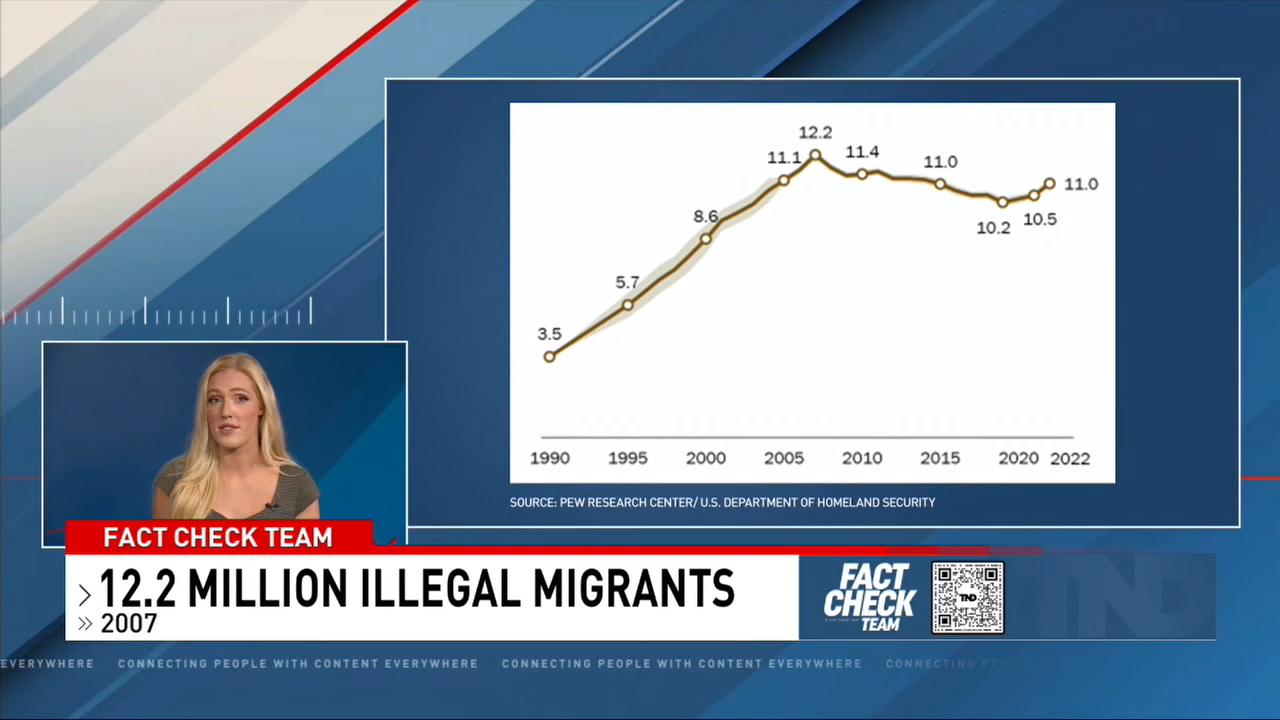 12.2
11.1
11.4
11.0
11.0
8.6
10.2
10.5
5.7
3.5
1990 1995 2000 2005 2010 2015 2020 2022
SOURCE: PEW RESEARCH CENTER/ U.S. DEPARTMENT OF HOMELAND SECURITY
FACT CHECK TEAM
12.2 MILLION ILLEGAL MIGRANTS
2007
FACT
CHECK
TEAM
TND
TND
EVERYWHERE CONNECTING PEOPLE WITH CONTENT EVERYWHERE CONNECTING PEOPLE WITH CONTENT EVERYWHERE CONNECTING